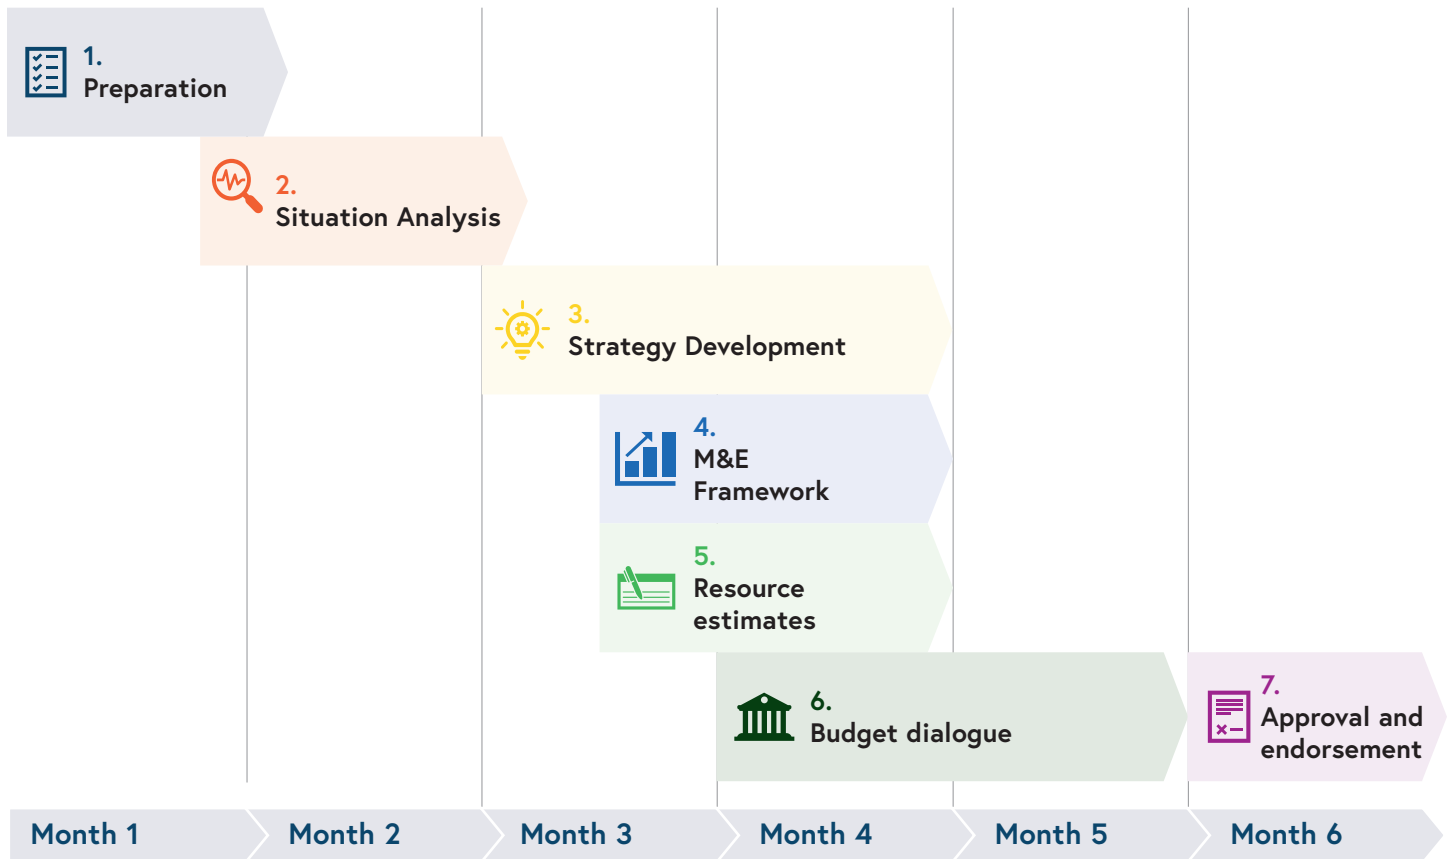 1.
Preparation
2.
Situation Analysis
3.
Strategy Development
4.
M&E
Framework
5.
Resource
estimates
6.
Budget dialogue
7.
Approval and
endorsement
Month 1
Month 2
Month 3
Month 4
Month 5
Month 6